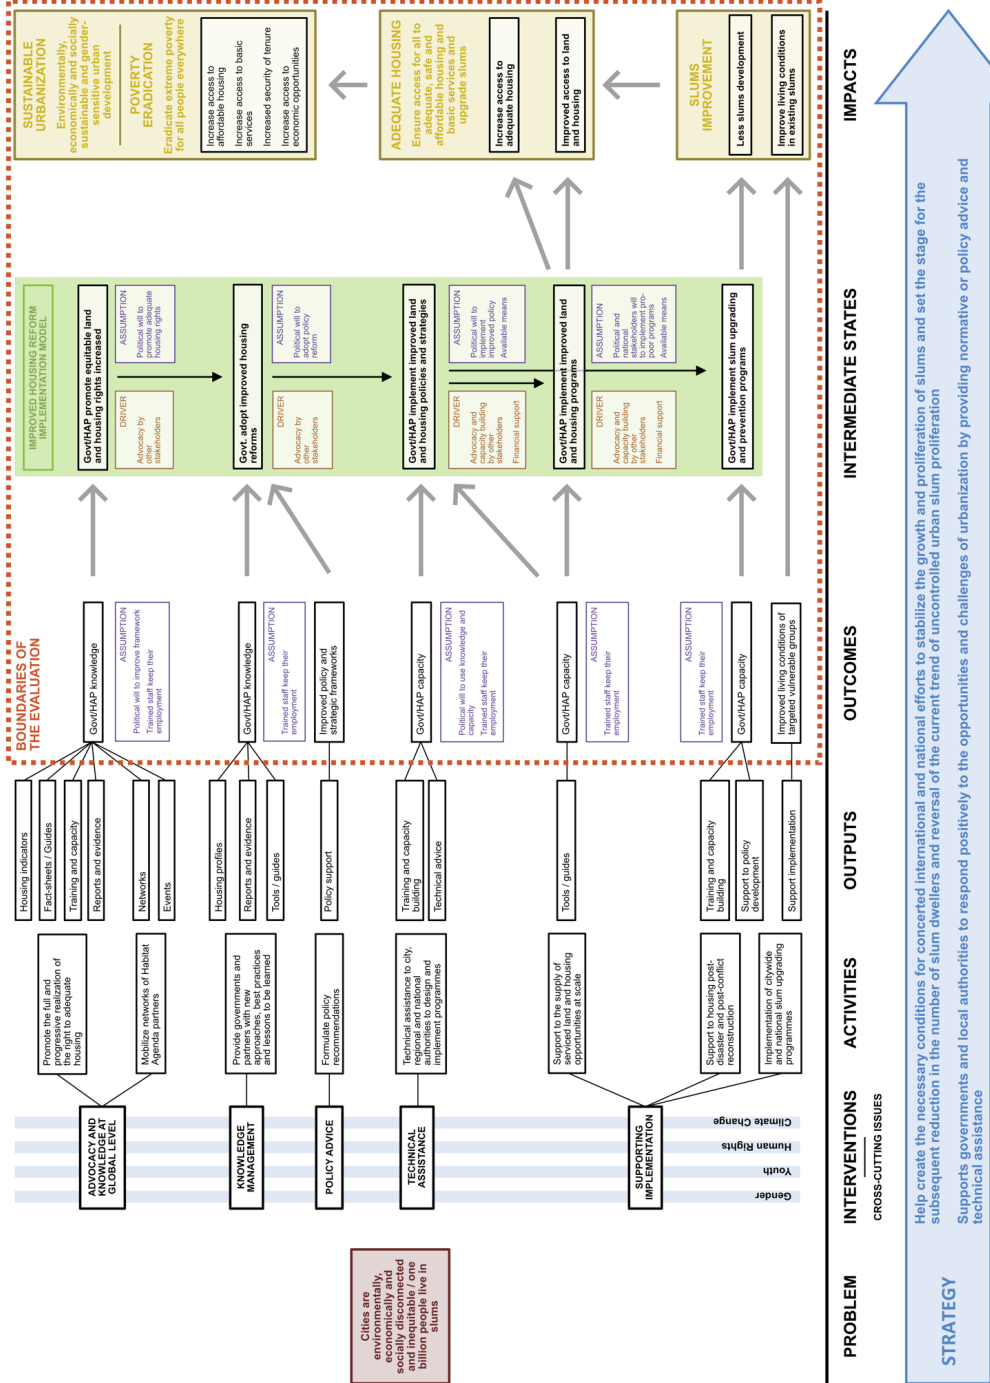 PROBLEM
Cities are
environmentally,
economically and
socially disconnected
and inequitable / one
billion people live in
slums
INTERVENTIONS
CROSS-CUTTING ISSUES
Gender
Youth
Human Rights
Climate Change
ADVOCACY AND
KNOWLEDGE AT
GLOBAL LEVEL
KNOWLEDGE
MANAGEMENT
POLICY ADVICE
TECHNICAL
ASSISTANCE
SUPPORTING
IMPLEMENTATION
ACTIVITIES
Promote the full and
progressive realization of
the right to adequate
housing
Mobilize networks of Habitat
Agenda partners
Provide governments and
partners with new
approaches, best practices
and lessons to be learned
Formulate policy
recommendations
Technical assistance to city,
regional and national
authorities to design and
implement programmes
Support to the supply of
serviced land and housing
opportunities at scale
Support to housing post-
disaster and post-conflict
reconstruction
Implementation of citywide
and national slum upgrading
programmes
OUTPUTS
Housing indicators
Fact-sheets / Guides
Training and capacity
Reports and evidence
Networks
Events
Housing profiles
Reports and evidence
Tools / guides
Policy support
Training and capacity
building
Technical advice
Tools / guides
Training and capacity
building
Support to policy
development
Support implementation
BOUNDARIES OF
THE EVALUATION
OUTCOMES
Govt/HAP knowledge
ASSUMPTION
Political will to improve framework
Trained staff keep their
employment
Govt/HAP knowledge
ASSUMPTION
Trained staff keep their
employment
Improved policy and
strategic frameworks
Govt/HAP capacity
ASSUMPTION
Political will to use knowledge and
capacity
Trained staff keep their
employment
Govt/HAP capacity
ASSUMPTION
Trained staff keep their
employment
ASSUMPTION
Trained staff keep their
employment
Govt/HAP capacity
Improved living conditions of
targeted vulnerable groups
INTERMEDIATE STATES
IMPROVED HOUSING REFORM
IMPLEMENTATION MODEL
Govt/HAP promote equitable land
and housing rights increased
DRIVER
Advocacy by
other
stakeholders
ASSUMPTION
Political will to
promote adequate
housing rights
Govt. adopt improved housing
reforms
DRIVER
Advocacy by
other
stakeholders
ASSUMPTION
Political will to
adopt policy
reform
Govt/HAP implement improved land
and housing policies and strategies
DRIVER
Advocacy and
capacity building
by other
stakeholders
Financial support
ASSUMPTION
Political will to
implement
improved policy
Available means
Govt/HAP implement improved land
and housing programs
DRIVER
Advocacy and
capacity building
by other
stakeholders
Financial support
ASSUMPTION
Political and
national
stakeholders will
to implement pro-
poor programs
Available means
Govt/HAP implement slum upgrading
and prevention programs
IMPACTS
SUSTAINABLE
URBANIZATION
Environmentally,
economically and socially
sustainable and gender-
sensitive urban
development
POVERTY
ERADICATION
Eradicate extreme poverty
for all people everywhere
Increase access to
affordable housing
Increase access to basic
services
Increased security of tenure
Increase access to
economic opportunities
ADEQUATE HOUSING
Ensure access for all to
adequate, safe and
affordable housing and
basic services and
upgrade slums
Increase access to
adequate housing
Improved access to land
and housing
SLUMS
IMPROVEMENT
Less slums development
Improve living conditions
in existing slums
STRATEGY
Help create the necessary conditions for concerted international and national efforts to stabilize the growth and proliferation of slums and set the stage for the
subsequent reduction in the number of slum dwellers and reversal of the current trend of uncontrolled urban slum proliferation
Supports governments and local authorities to respond positively to the opportunities and challenges of urbanization by providing normative or policy advice and
technical assistance